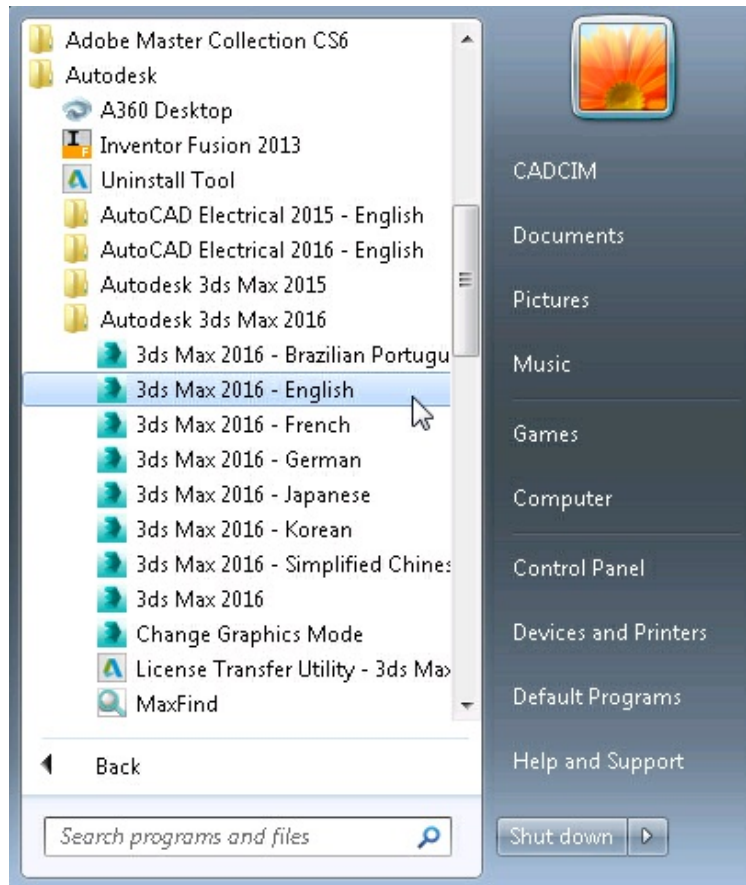 Adobe Master Collection CS6
Autodesk
A360 Desktop
Inventor Fusion 2013
Uninstall Tool
AutoCAD Electrical 2015 - English
AutoCAD Electrical 2016 - English
Autodesk 3ds Max 2015
Autodesk 3ds Max 2016
3ds Max 2016 - Brazilian Portugu
3ds Max 2016 - English
3ds Max 2016 - French
3ds Max 2016 - German
3ds Max 2016 - Japanese
3ds Max 2016 - Korean
3ds Max 2016 - Simplified Chines
3ds Max 2016
Change Graphics Mode
License Transfer Utility - 3ds Max
MaxFind
Back
Search programs and files
CADCIM
Documents
Pictures
Music
Games
Computer
Control Panel
Devices and Printers
Default Programs
Help and Support
Shut down